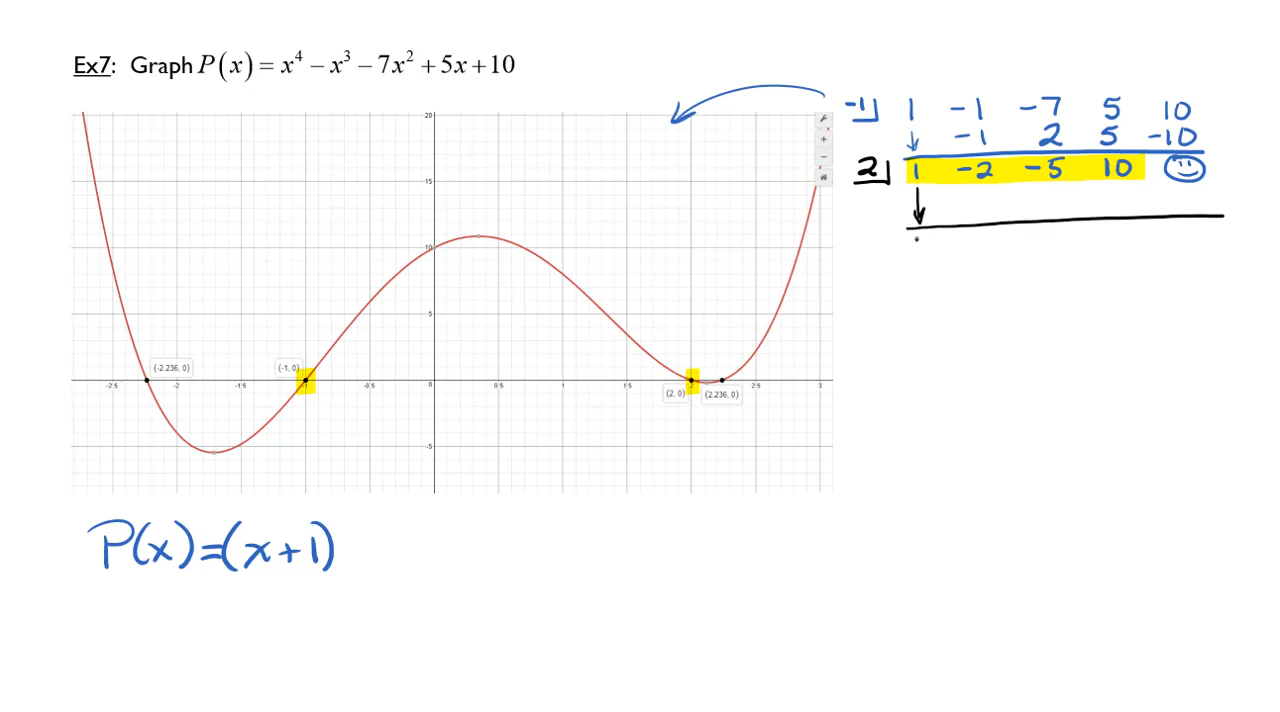 Ex7: Graph P(x) = x⁴ − x³ − 7x² + 5x + 10
-1 1 -1 -7 5 10
-1 2 5 -10
2 1 -2 -5 10
20
15
10
5
(-2.236, 0)
(-1, 0)
-2.5 -2 -1.5 -1 -0.5 0 0.5 1 1.5 2 2.5 3
(2, 0) (2.236, 0)
-5
P(x)=(x+1)